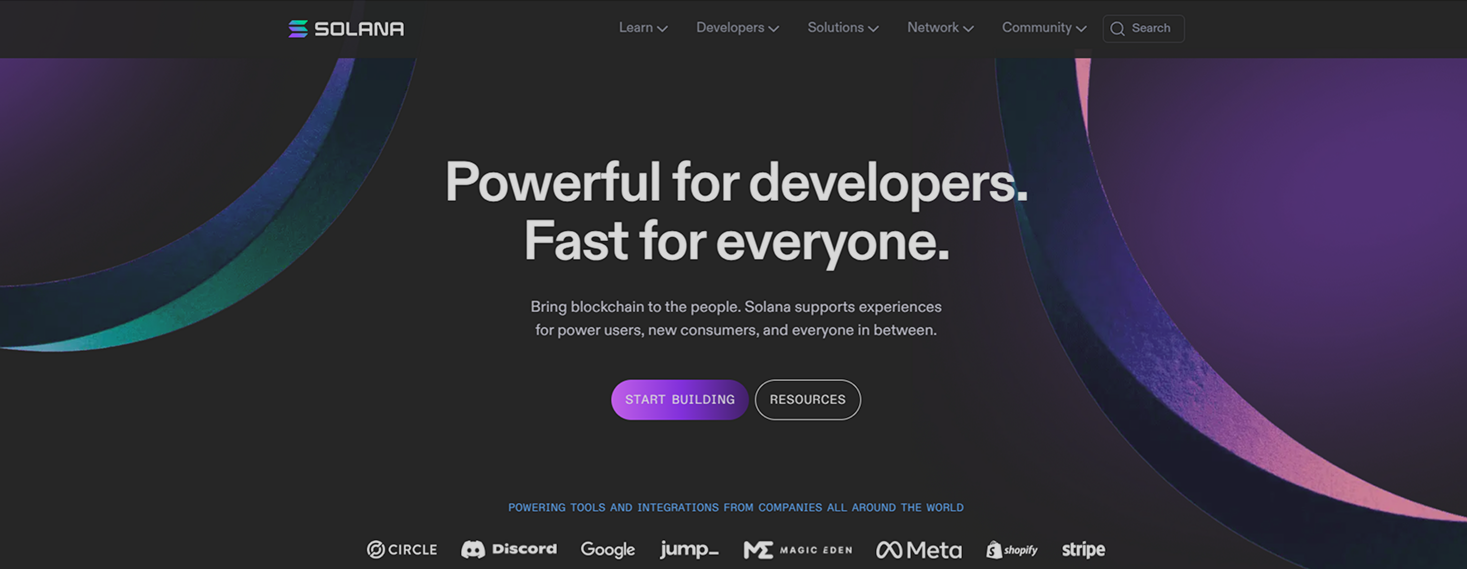 SOLANA
Learn Developers Solutions Network Community Search
Powerful for developers.
Fast for everyone.
Bring blockchain to the people. Solana supports experiences
for power users, new consumers, and everyone in between.
START BUILDING RESOURCES
POWERING TOOLS AND INTEGRATIONS FROM COMPANIES ALL AROUND THE WORLD
CIRCLE Discord Google jump_ ME MAGIC EDEN Meta shopify stripe